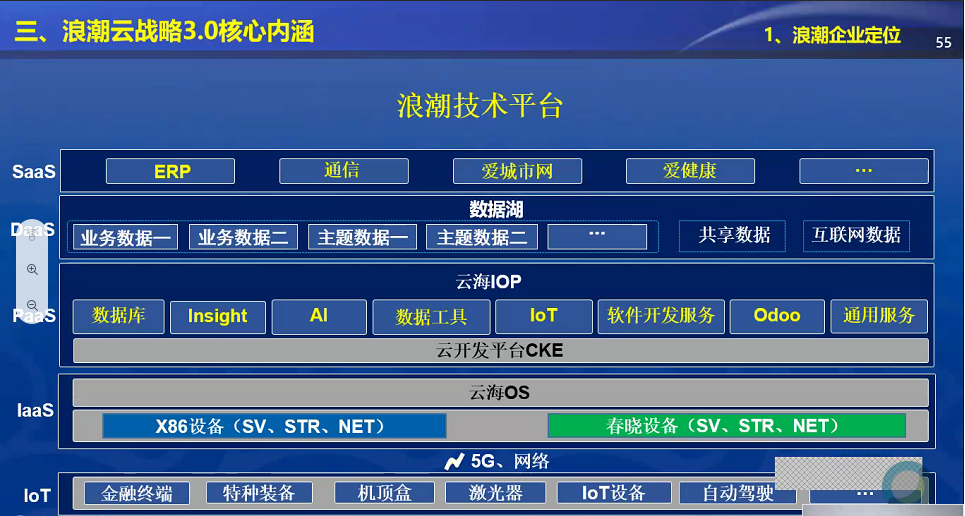 三、浪潮云战略3.0核心内涵
1、浪潮企业定位
55
浪潮技术平台
SaaS
ERP
通信
爱城市网
爱健康
…
DaaS
数据湖
业务数据一
业务数据二
主题数据一
主题数据二
…
共享数据
互联网数据
PaaS
云海IOP
数据库
Insight
AI
数据工具
IoT
软件开发服务
Odoo
通用服务
云开发平台CKE
IaaS
云海OS
X86设备（SV、STR、NET）
春晓设备（SV、STR、NET）
5G、网络
IoT
金融终端
特种装备
机顶盒
激光器
IoT设备
自动驾驶
…